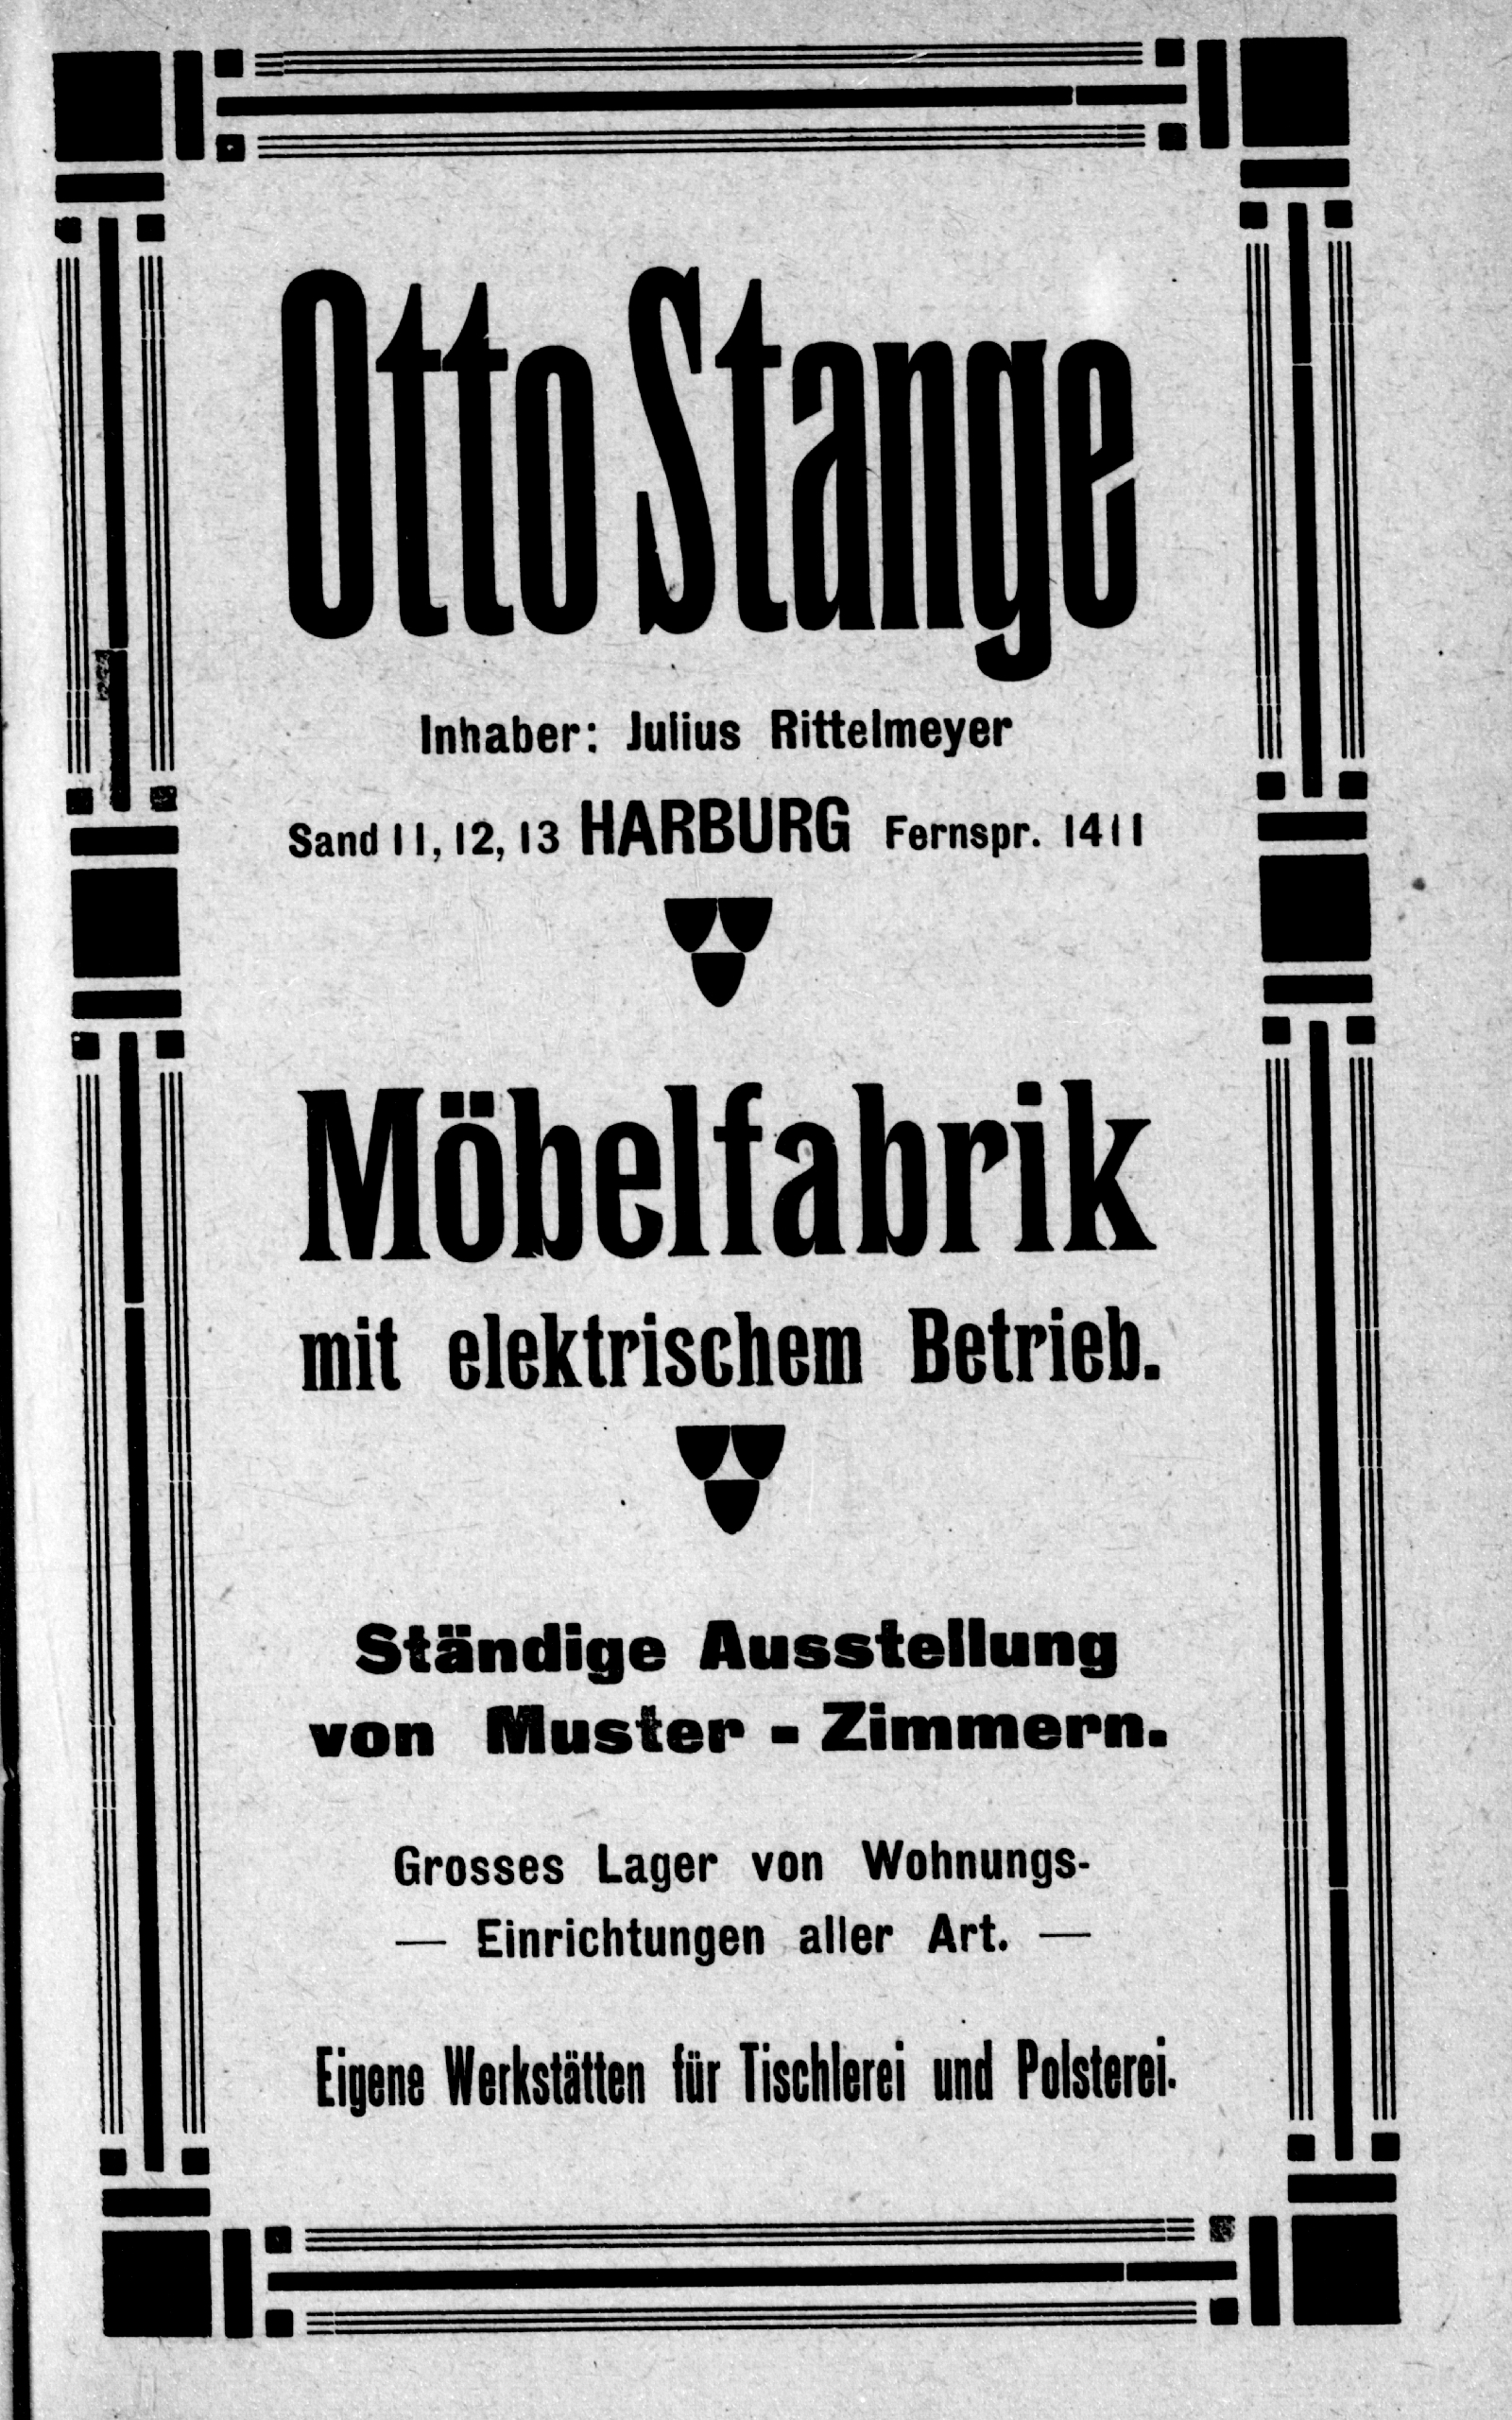 Otto Stange
Inhaber: Julius Rittelmeyer
Sand 11, 12, 13 HARBURG Fernspr. 1411
Möbelfabrik
mit elektrischem Betrieb.
Ständige Ausstellung
von Muster - Zimmern.
Grosses Lager von Wohnungs-
— Einrichtungen aller Art. —
Eigene Werkstätten für Tischlerei und Polsterei.